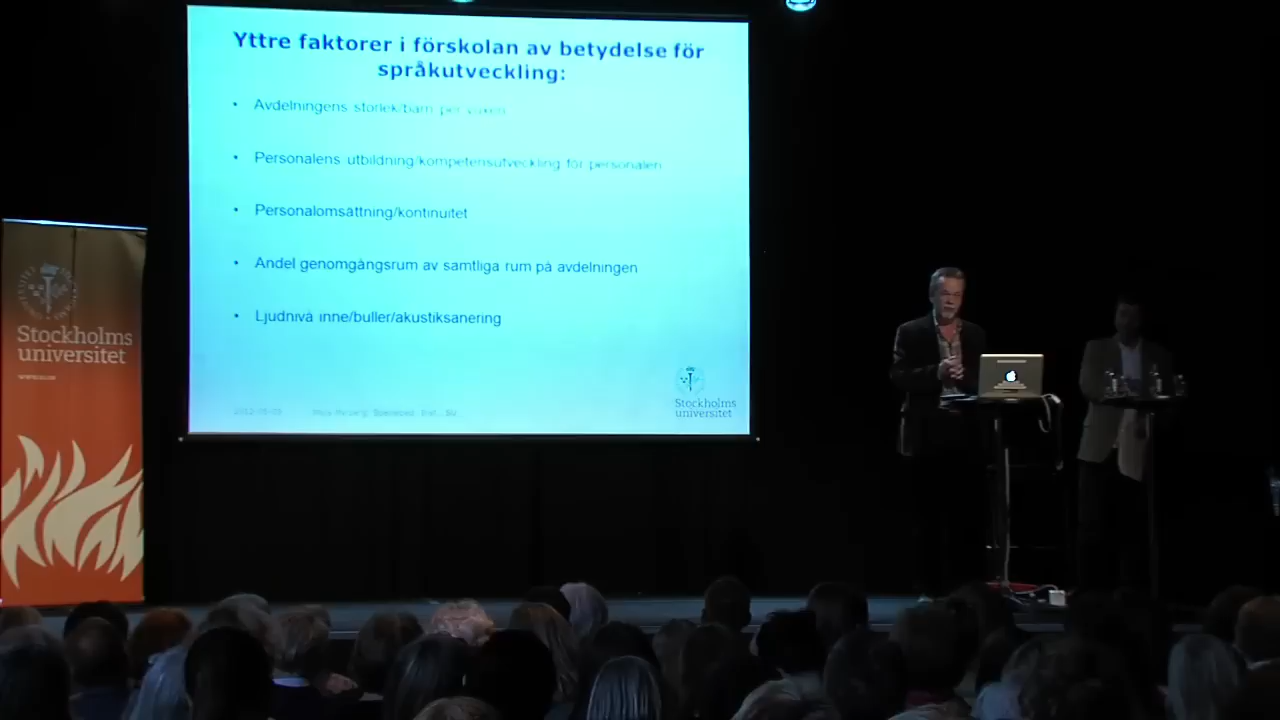 Yttre faktorer i förskolan av betydelse för
språkutveckling:
• Avdelningens storlek/barn per vuxen
• Personalens utbildning/kompetensutveckling för personalen
• Personalomsättning/kontinuitet
• Andel genomgångsrum av samtliga rum på avdelningen
• Ljudnivå inne/buller/akustiksanering
Stockholms
universitet
Stockholms
universitet